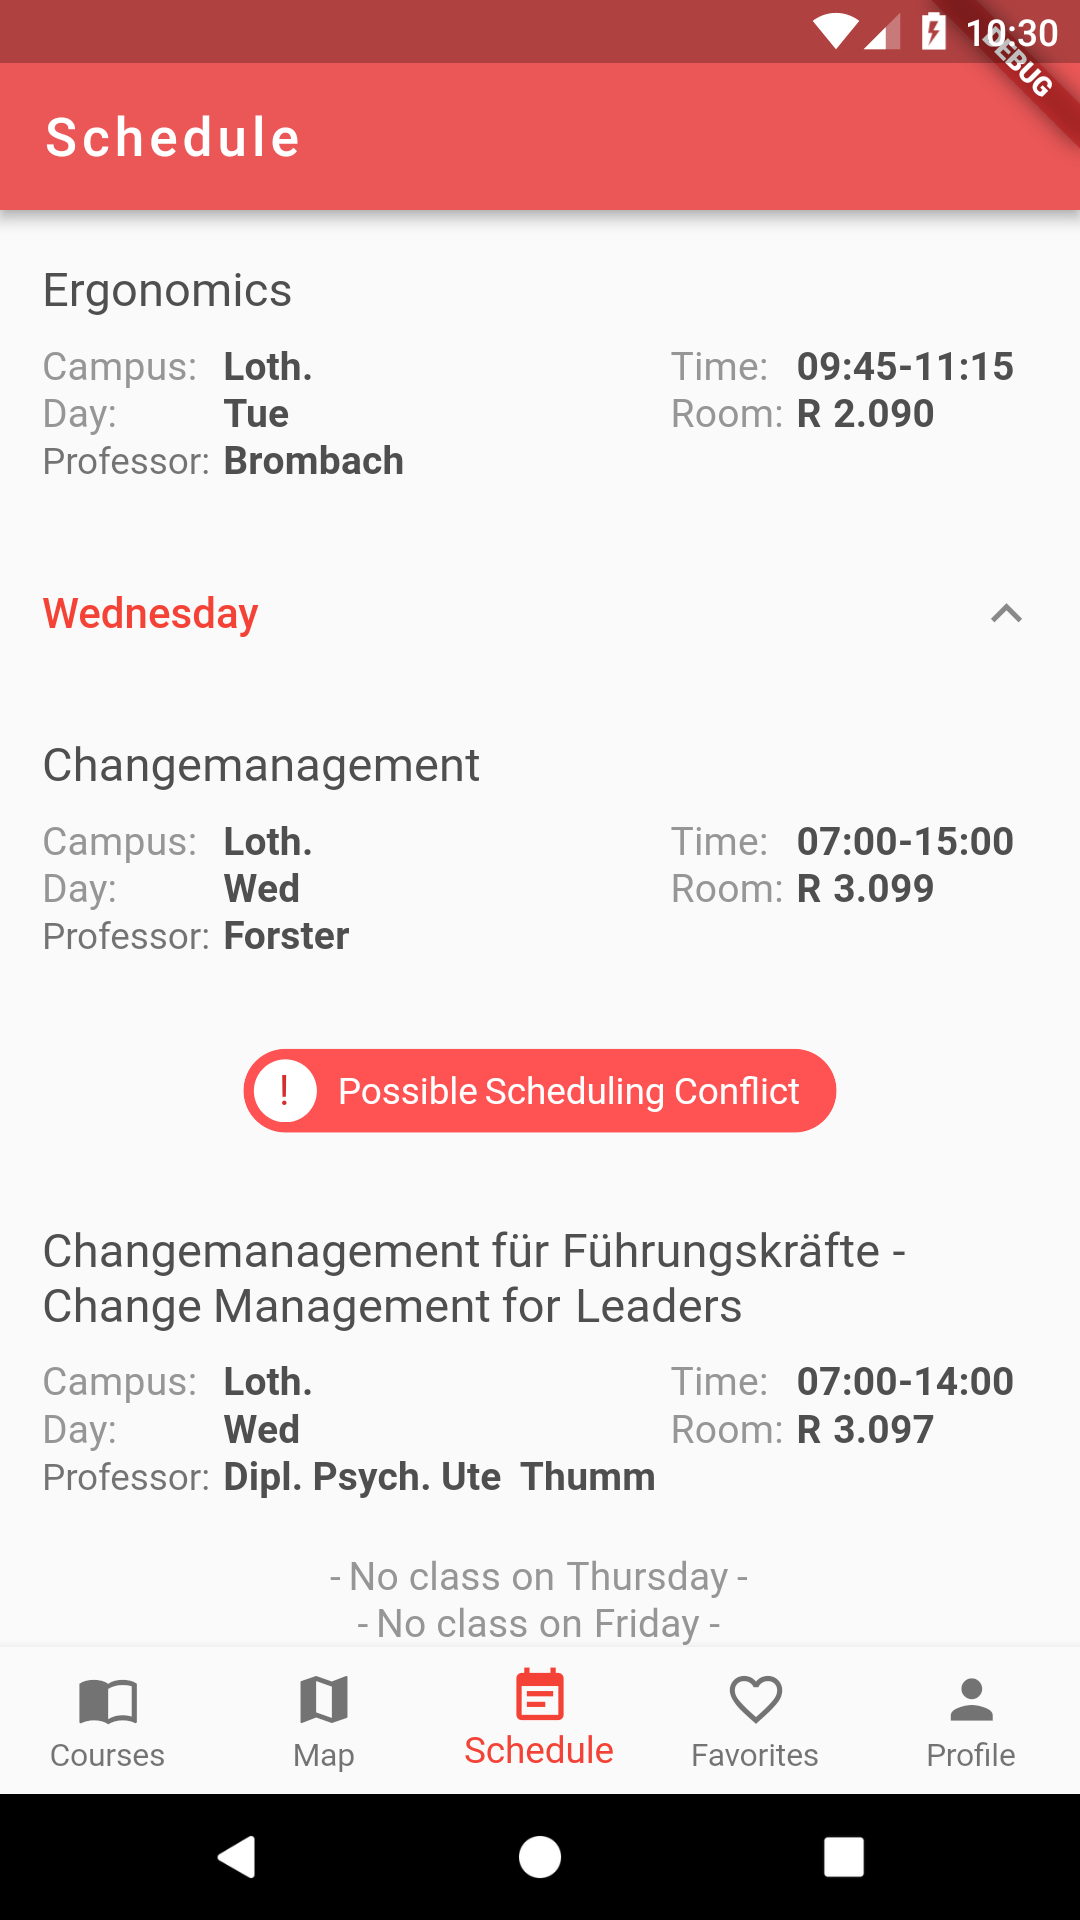 10:30
DEBUG
Schedule
Ergonomics
Campus: Loth. Time: 09:45-11:15
Day: Tue Room: R 2.090
Professor: Brombach
Wednesday
Changemanagement
Campus: Loth. Time: 07:00-15:00
Day: Wed Room: R 3.099
Professor: Forster
! Possible Scheduling Conflict
Changemanagement für Führungskräfte -
Change Management for Leaders
Campus: Loth. Time: 07:00-14:00
Day: Wed Room: R 3.097
Professor: Dipl. Psych. Ute  Thumm
- No class on Thursday -
- No class on Friday -
Courses Map Schedule Favorites Profile